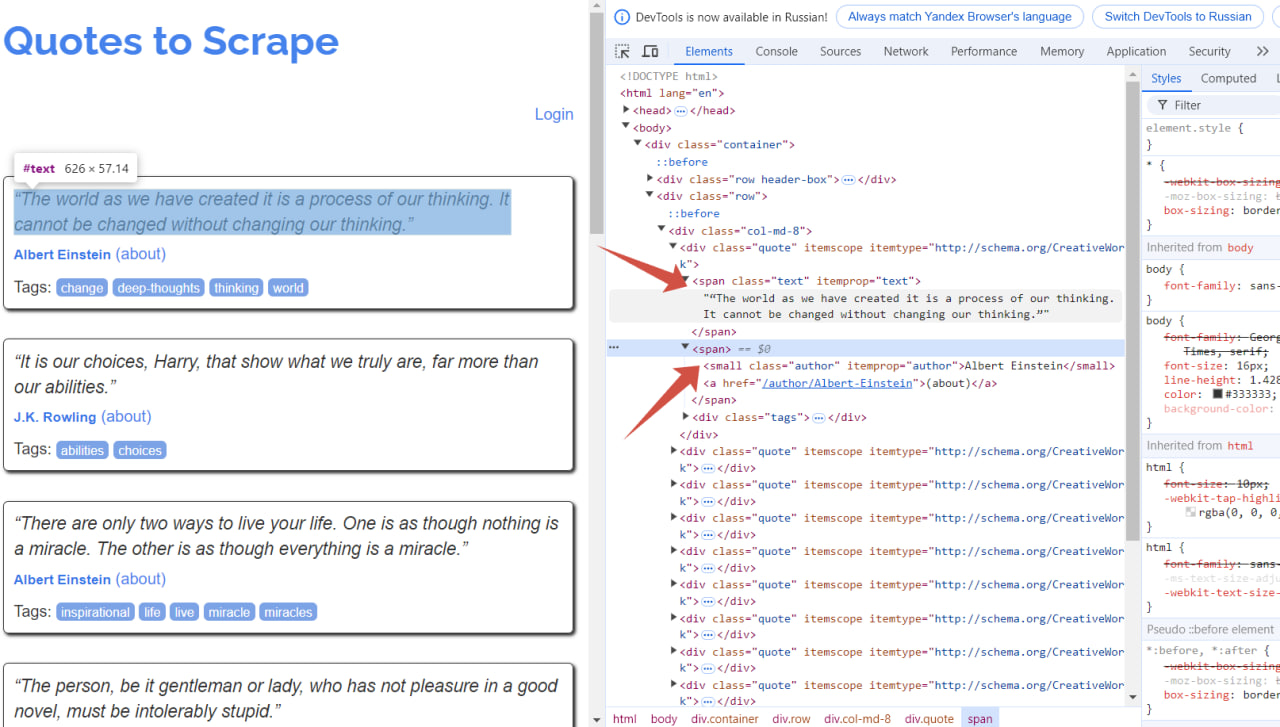 Quotes to Scrape
Login
#text 626 × 57.14
“The world as we have created it is a process of our thinking. It
cannot be changed without changing our thinking.”
Albert Einstein (about)
Tags: change deep-thoughts thinking world
“It is our choices, Harry, that show what we truly are, far more than
our abilities.”
J.K. Rowling (about)
Tags: abilities choices
“There are only two ways to live your life. One is as though nothing is
a miracle. The other is as though everything is a miracle.”
Albert Einstein (about)
Tags: inspirational life live miracle miracles
“The person, be it gentleman or lady, who has not pleasure in a good
novel, must be intolerably stupid.”
DevTools is now available in Russian! Always match Yandex Browser's language Switch DevTools to Russian
Elements Console Sources Network Performance Memory Application Security
<!DOCTYPE html>
<html lang="en">
<head> ⋯ </head>
<body>
<div class="container">
::before
<div class="row header-box"> ⋯ </div>
<div class="row">
::before
<div class="col-md-8">
<div class="quote" itemscope itemtype="http://schema.org/CreativeWor
k">
<span class="text" itemprop="text">
"“The world as we have created it is a process of our thinking.
It cannot be changed without changing our thinking.”"
</span>
<span> == $0
<small class="author" itemprop="author">Albert Einstein</small>
<a href="/author/Albert-Einstein">(about)</a>
</span>
<div class="tags"> ⋯ </div>
</div>
<div class="quote" itemscope itemtype="http://schema.org/CreativeWor
k"> ⋯ </div>
<div class="quote" itemscope itemtype="http://schema.org/CreativeWor
k"> ⋯ </div>
<div class="quote" itemscope itemtype="http://schema.org/CreativeWor
k"> ⋯ </div>
<div class="quote" itemscope itemtype="http://schema.org/CreativeWor
k"> ⋯ </div>
<div class="quote" itemscope itemtype="http://schema.org/CreativeWor
k"> ⋯ </div>
<div class="quote" itemscope itemtype="http://schema.org/CreativeWor
k"> ⋯ </div>
<div class="quote" itemscope itemtype="http://schema.org/CreativeWor
k"> ⋯ </div>
<div class="quote" itemscope itemtype="http://schema.org/CreativeWor
k"> ⋯ </div>
html body div.container div.row div.col-md-8 div.quote span
Styles Computed
Filter
element.style {
}
* {
-webkit-box-sizing
-moz-box-sizing:
box-sizing: border
}
Inherited from body
body {
font-family: sans-
}
body {
font-family: Georg
Times, serif;
font-size: 16px;
line-height: 1.428
color: #333333;
background-color:
}
Inherited from html
html {
font-size: 10px;
-webkit-tap-highli
rgba(0, 0, 0,
}
html {
font-family: sans-
-ms-text-size-adju
-webkit-text-size-
}
Pseudo ::before element
*:before, *:after {
-webkit-box-sizing
-moz-box-sizing:
box-sizing: border
}